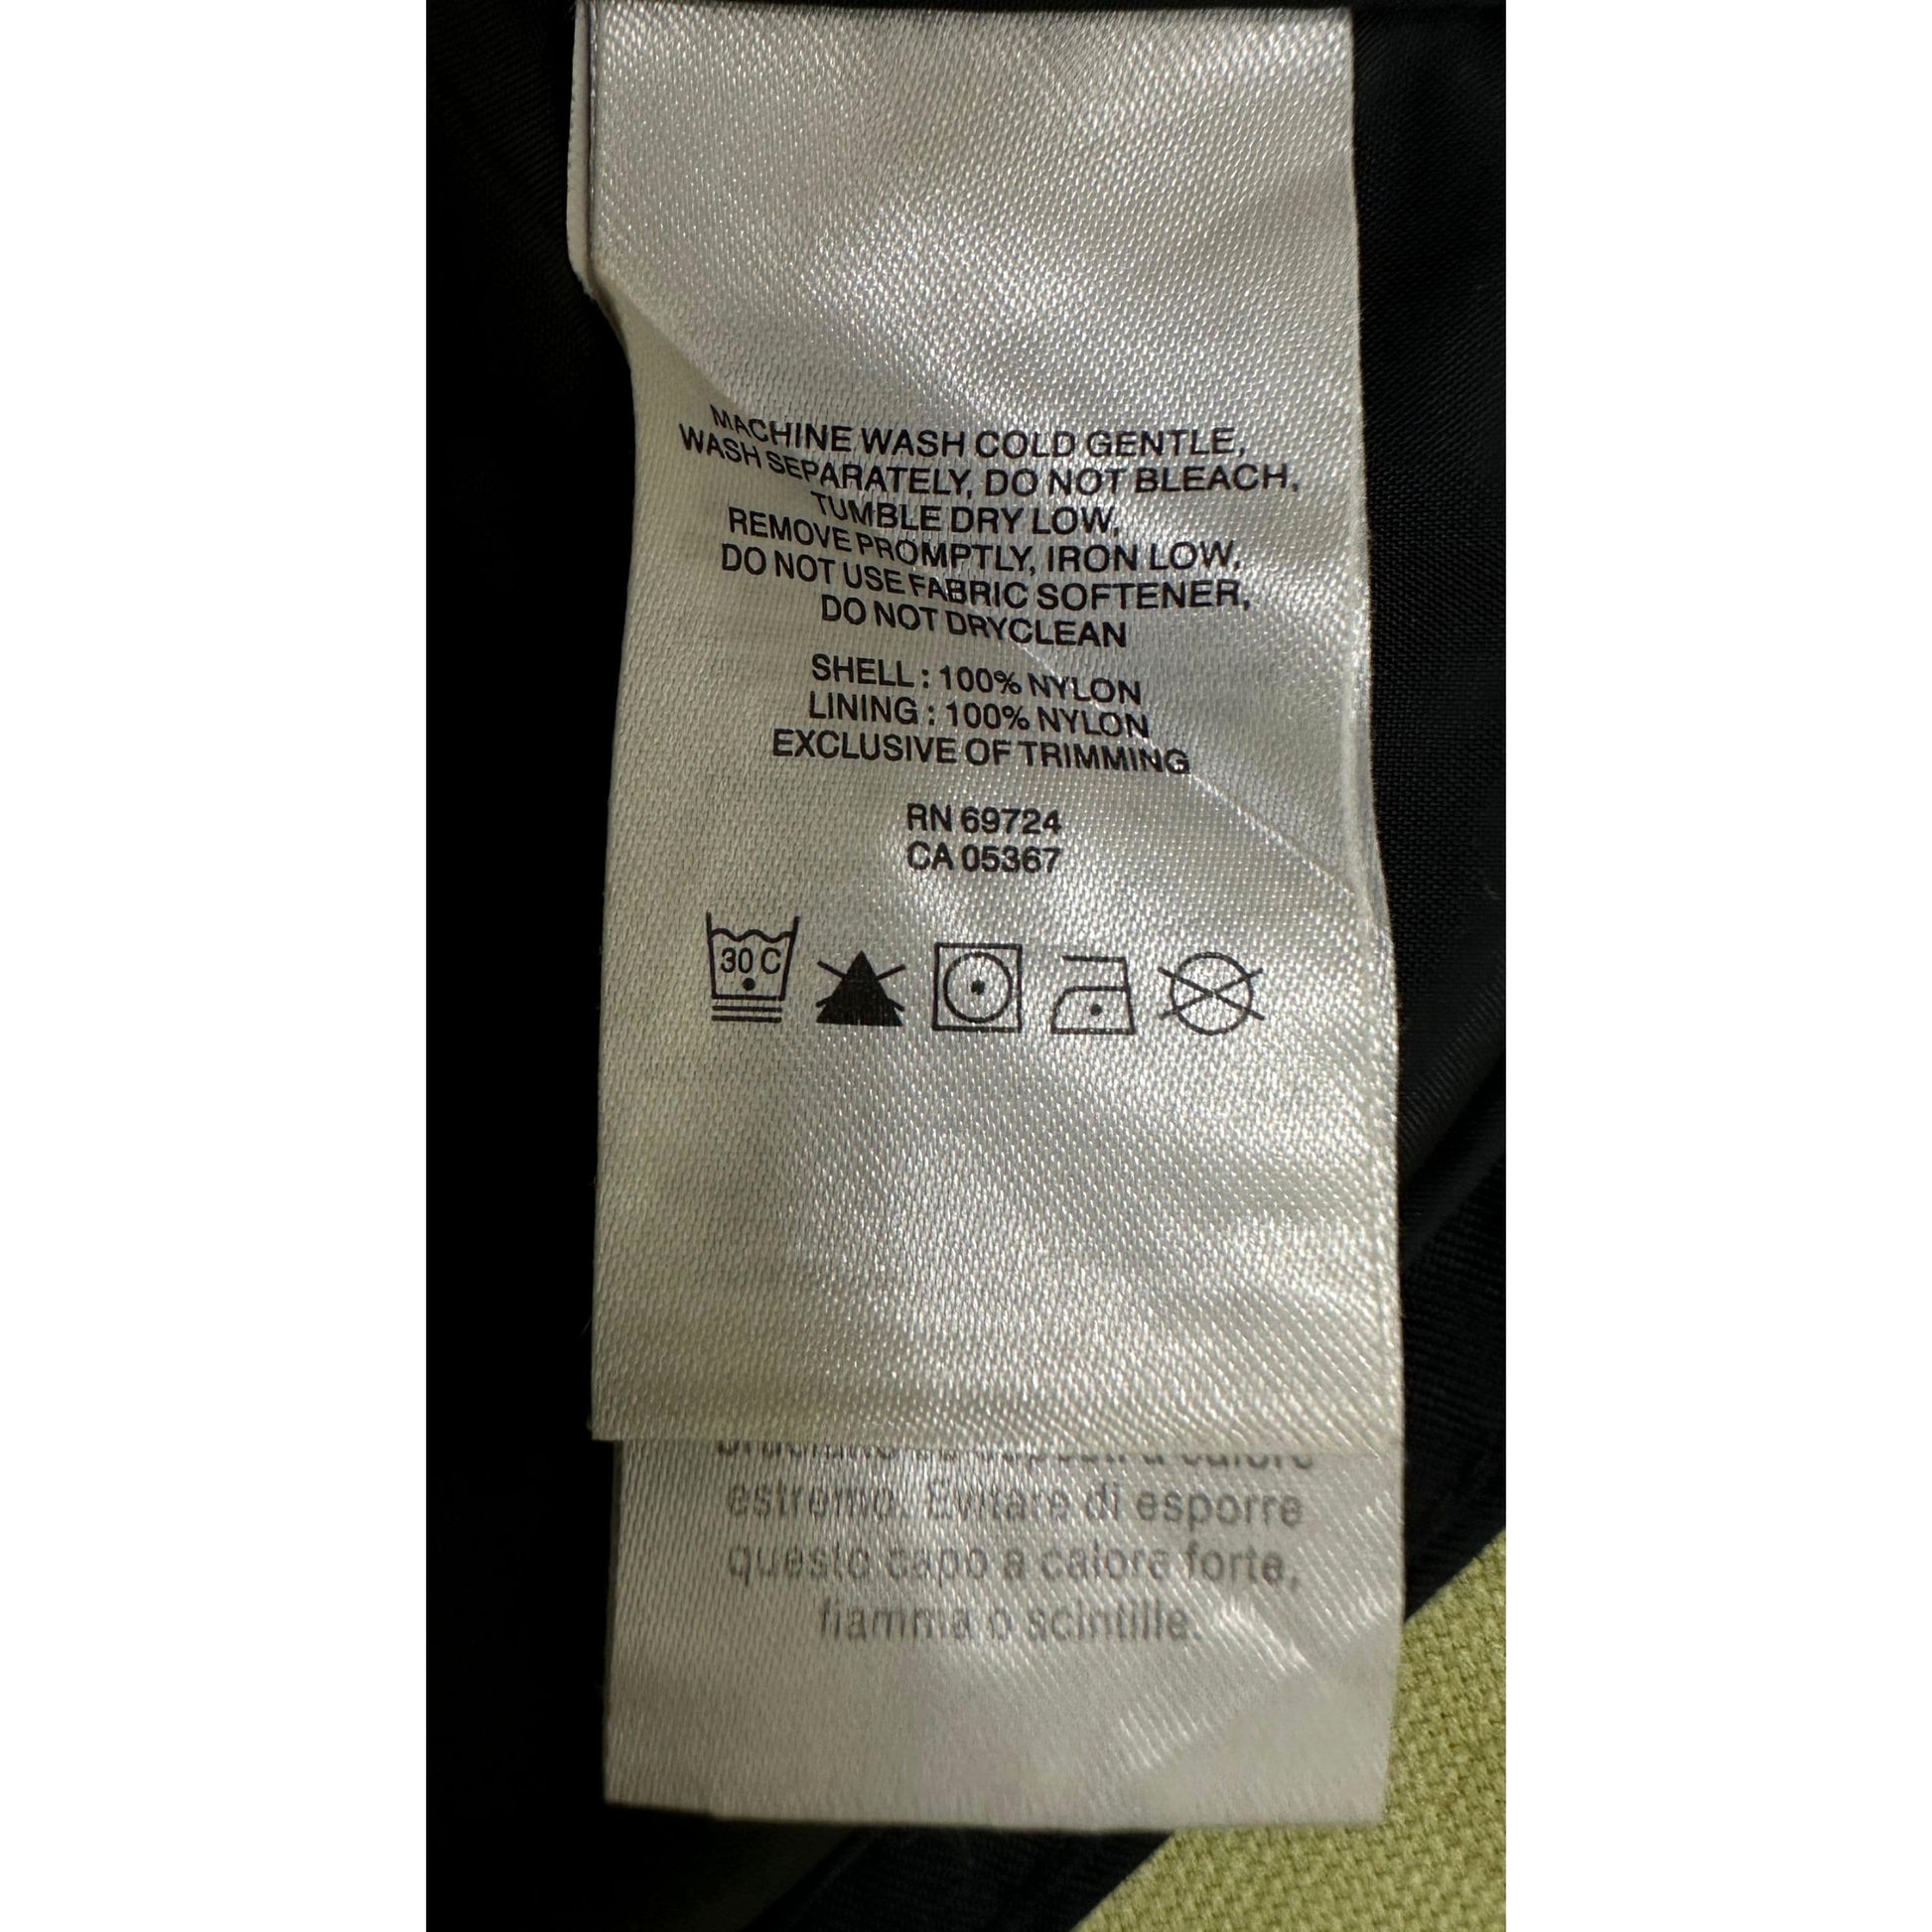 MACHINE WASH COLD GENTLE,
WASH SEPARATELY, DO NOT BLEACH,
TUMBLE DRY LOW,
REMOVE PROMPTLY, IRON LOW,
DO NOT USE FABRIC SOFTENER,
DO NOT DRYCLEAN
SHELL : 100% NYLON
LINING : 100% NYLON
EXCLUSIVE OF TRIMMING
RN 69724
CA 05367
30 C
a calore
estremo. Evitare di esporre
questo capo a calore forte,
fiamma o scintille.